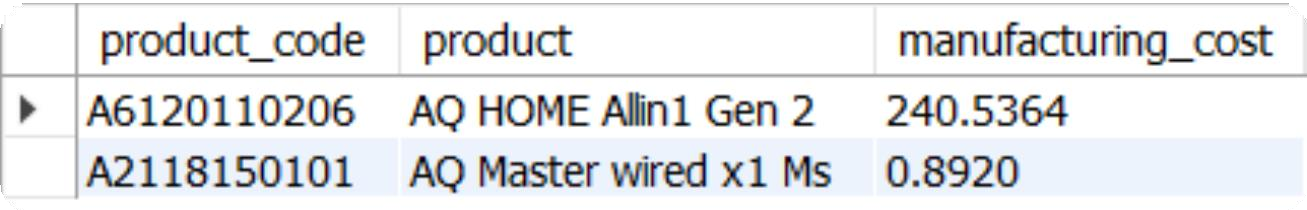 product_code product manufacturing_cost
A6120110206 AQ HOME Allin1 Gen 2 240.5364
A2118150101 AQ Master wired x1 Ms 0.8920